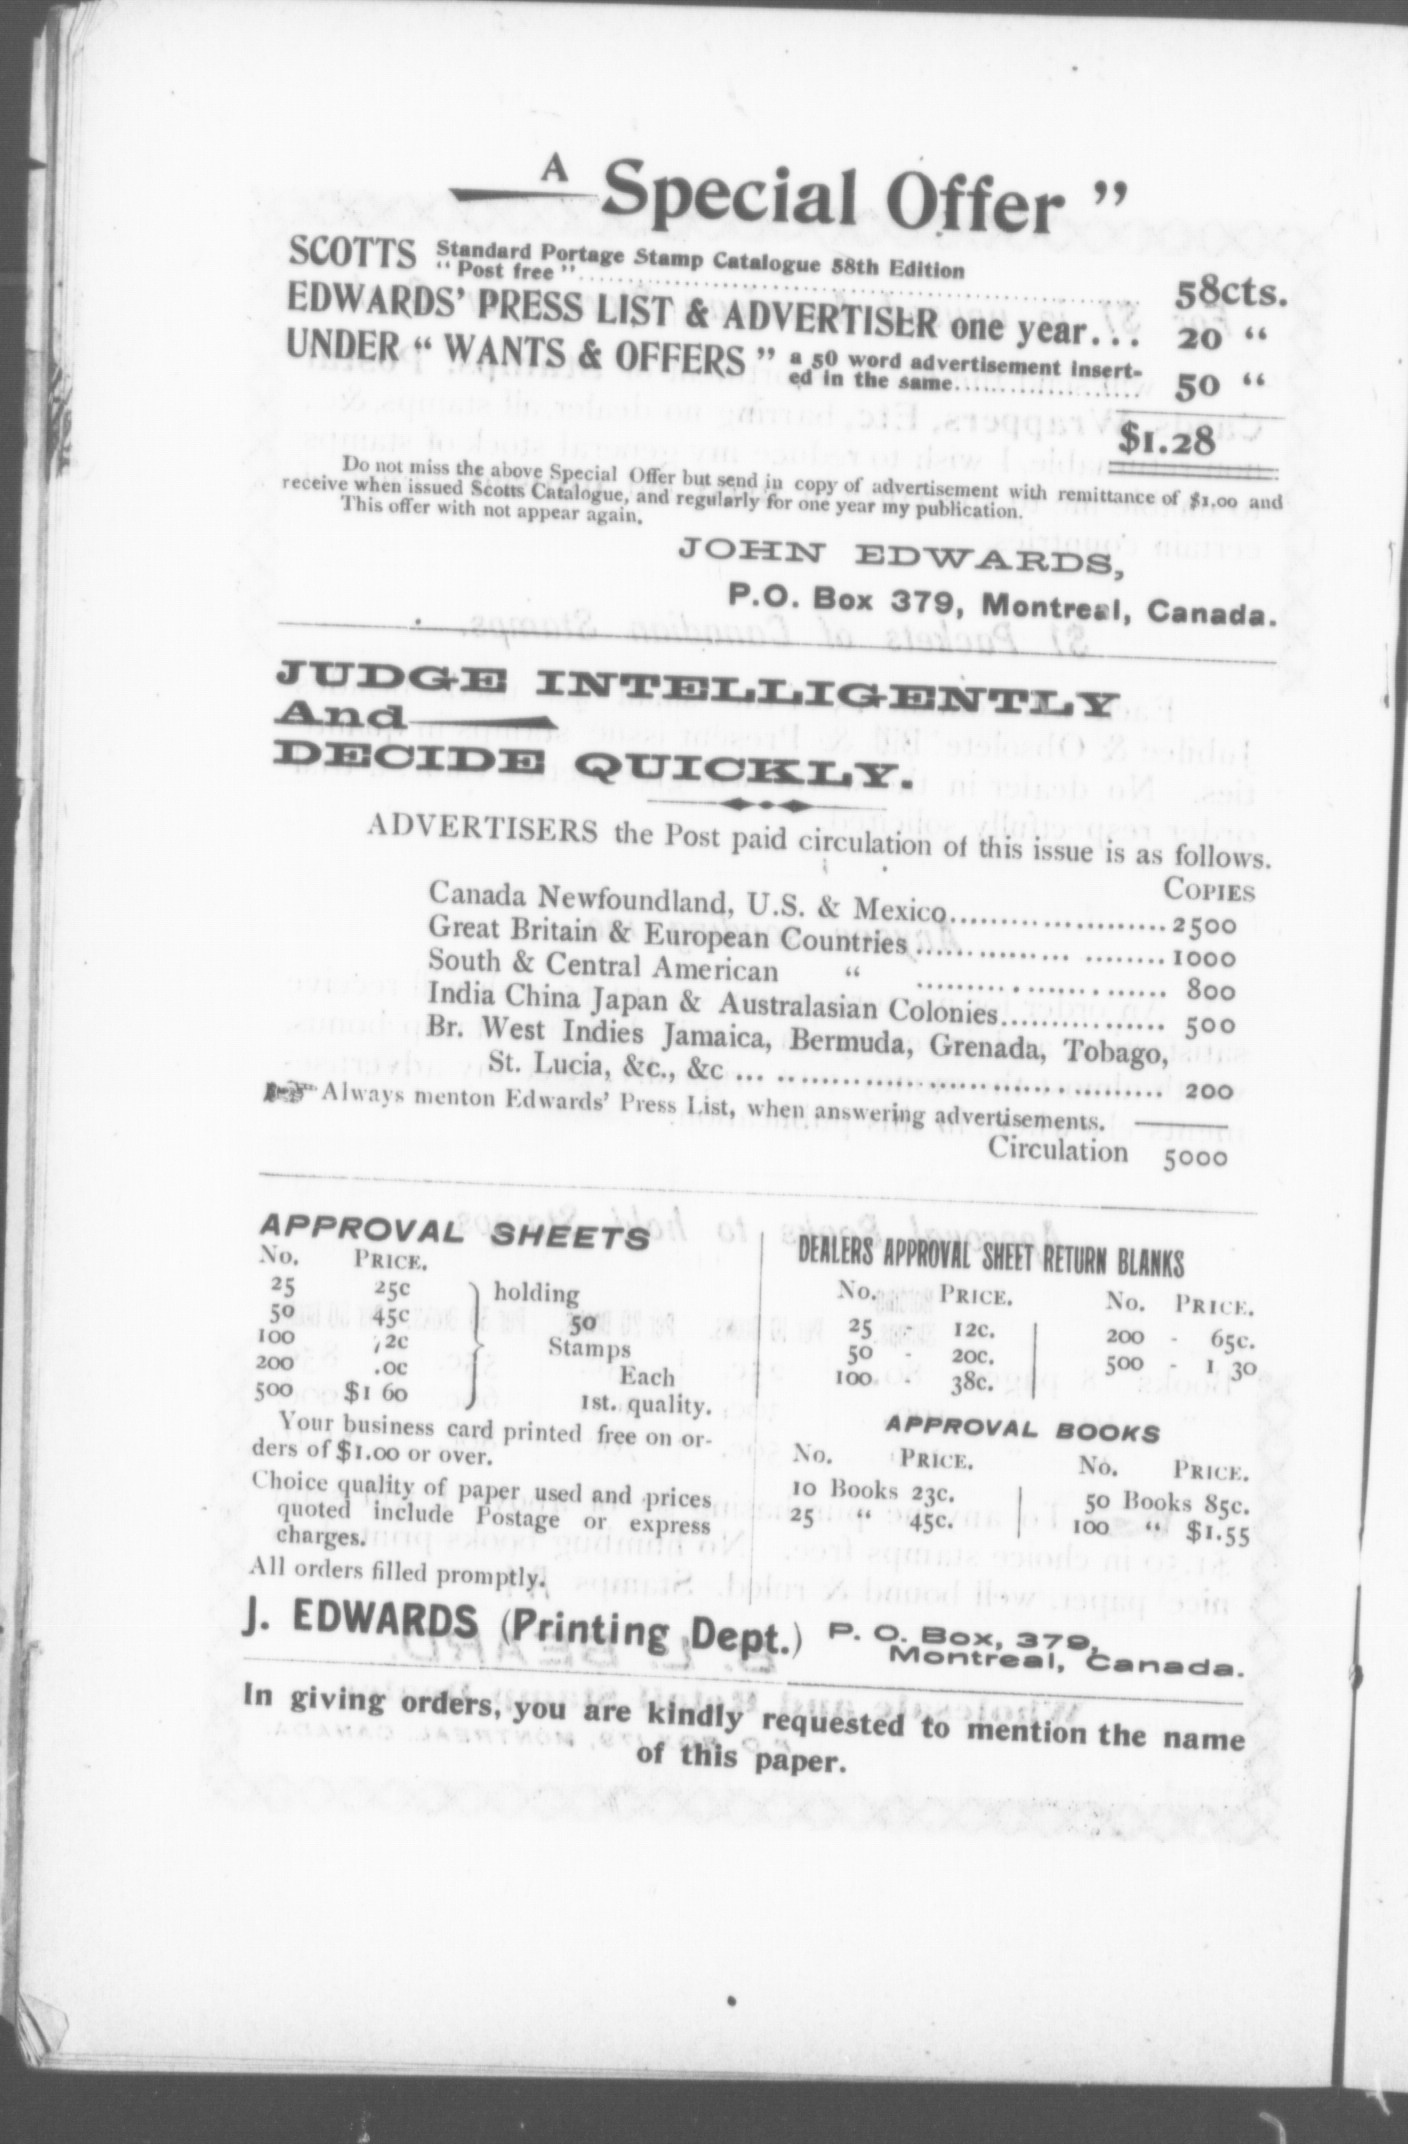 A Special Offer "
SCOTTS Standard Portage Stamp Catalogue 58th Edition
" Post free " 58cts.
EDWARDS' PRESS LIST & ADVERTISER one year... 20 "
UNDER " WANTS & OFFERS " a 50 word advertisement insert-
ed in the same 50 "
$1.28
Do not miss the above Special Offer but send in copy of advertisement with remittance of $1.00 and
receive when issued Scotts Catalogue, and regularly for one year my publication.
This offer with not appear again.
JOHN EDWARDS,
P.O. Box 379, Montreal, Canada.
JUDGE INTELLIGENTLY
And
DECIDE QUICKLY.
ADVERTISERS the Post paid circulation of this issue is as follows.
COPIES
Canada Newfoundland, U.S. & Mexico 2500
Great Britain & European Countries 1000
South & Central American " 800
India China Japan & Australasian Colonies 500
Br. West Indies Jamaica, Bermuda, Grenada, Tobago,
St. Lucia, &c., &c 200
Always menton Edwards' Press List, when answering advertisements.
Circulation 5000
APPROVAL SHEETS
No. PRICE.
25 25c holding
50 45c 50
100 Stamps
200 Each
500 $1 60 1st. quality.
Your business card printed free on or-
ders of $1.00 or over.
Choice quality of paper used and prices
quoted include Postage or express
charges.
All orders filled promptly.
DEALERS APPROVAL SHEET RETURN BLANKS
No. PRICE. No. PRICE.
25 - 12c. 200 - 65c.
50 - 20c. 500 - 1 30
100 - 38c.
APPROVAL BOOKS
No. PRICE. No. PRICE.
10 Books 23c. 50 Books 85c.
25 " 45c. 100 " $1.55
J. EDWARDS (Printing Dept.) P. O. Box, 379,
Montreal, Canada.
In giving orders, you are kindly requested to mention the name
of this paper.